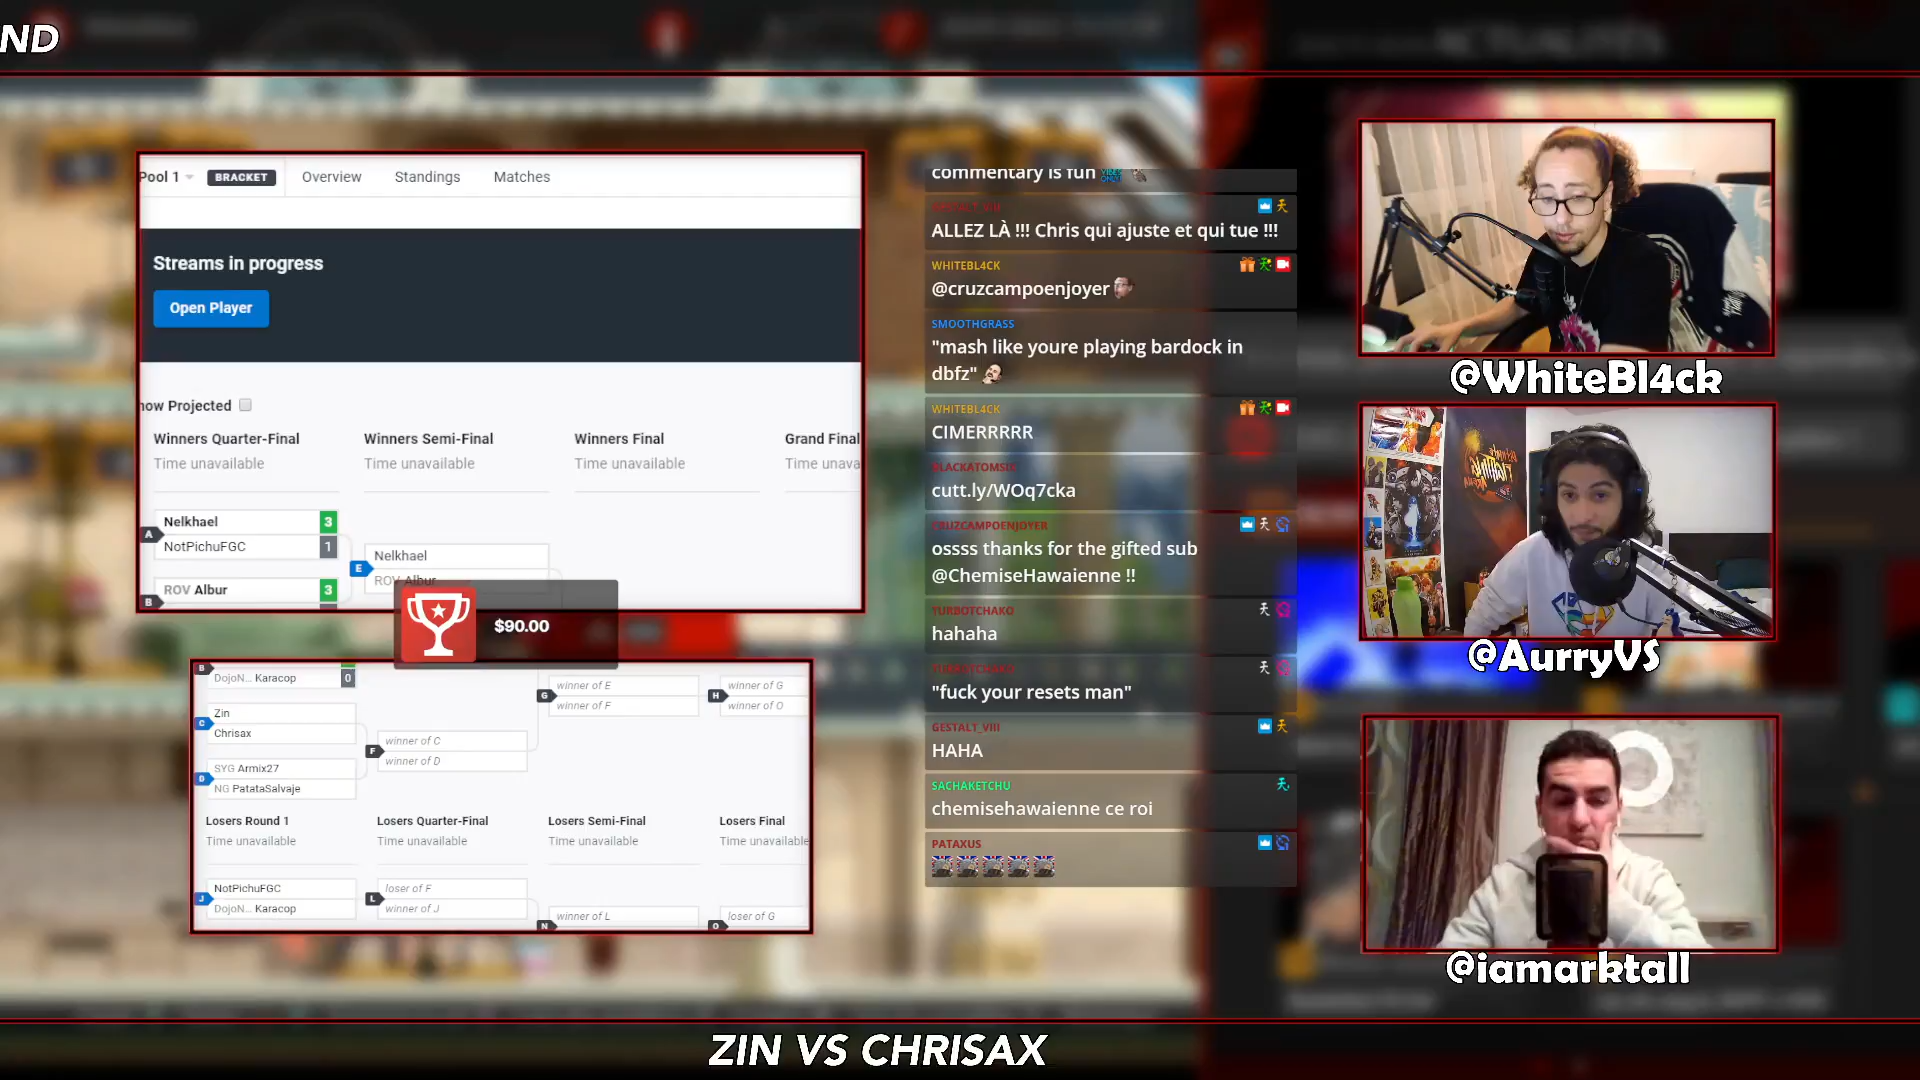 ND
Pool 1 BRACKET Overview Standings Matches
Streams in progress
Open Player
how Projected
Winners Quarter-Final Winners Semi-Final Winners Final Grand Final
Time unavailable Time unavailable Time unavailable Time unava
A Nelkhael 3
NotPichuFGC 1
E Nelkhael
ROV Albur
B ROV Albur 3
$90.00
B DojoN... Karacop 0
G winner of E
winner of F
H winner of G
winner of O
C Zin
Chrisax
F winner of C
winner of D
D SYG Armix27
NG PatataSalvaje
Losers Round 1 Losers Quarter-Final Losers Semi-Final Losers Final
Time unavailable Time unavailable Time unavailable Time unavailable
J NotPichuFGC
DojoN... Karacop
L loser of F
winner of J
N winner of L
O loser of G
commentary is fun
GESTALT_VIII
ALLEZ LÀ !!! Chris qui ajuste et qui tue !!!
WHITEBL4CK
@cruzcampoenjoyer
SMOOTHGRASS
"mash like youre playing bardock in
dbfz"
WHITEBL4CK
CIMERRRRR
cutt.ly/WOq7cka
CRUZCAMPOENJOYER
ossss thanks for the gifted sub
@ChemiseHawaienne !!
YURBOTCHAKO
hahaha
"fuck your resets man"
GESTALT_VIII
HAHA
SACHAKETCHU
chemisehawaienne ce roi
PATAXUS
@WhiteBl4ck
@AurryVS
@iamarktall
ZIN VS CHRISAX